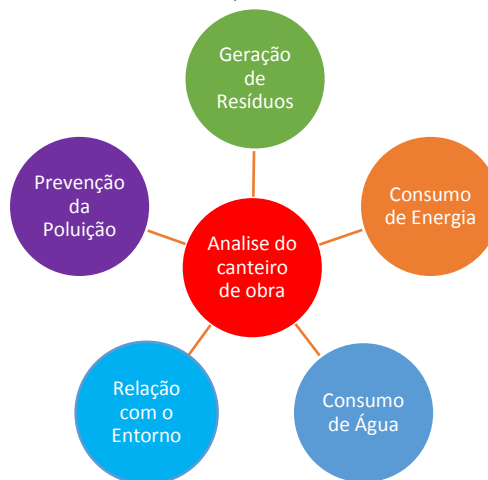 Geração
de
Resíduos
Prevenção
da
Poluição
Consumo
de Energia
Analise do
canteiro
de obra
Relação
com o
Entorno
Consumo
de Água